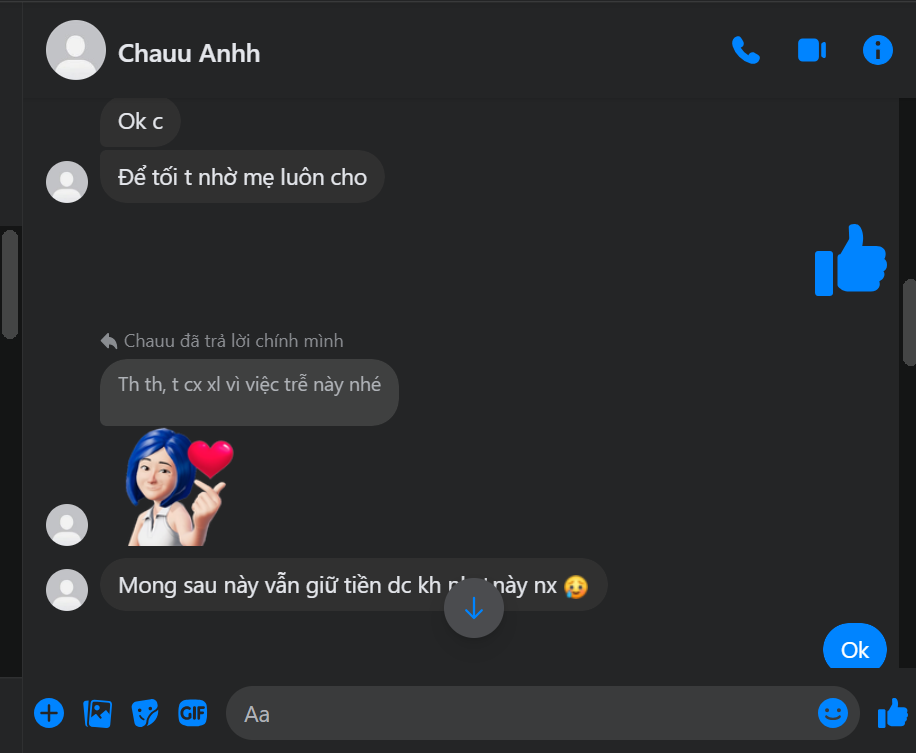 Chauu Anhh
Ok c
Để tối t nhờ mẹ luôn cho
Chauu đã trả lời chính mình
Th th, t cx xl vì việc trễ này nhé
Mong sau này vẫn giữ tiền dc kh này nx 🥲
Ok
GIF
Aa